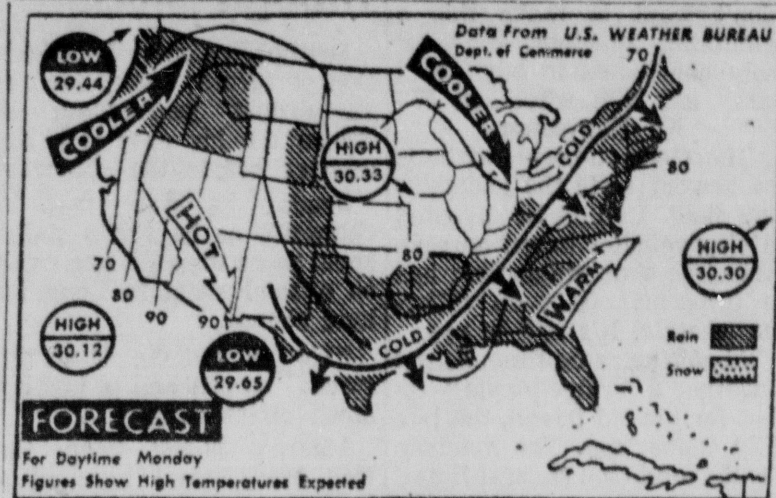 Data From U.S. WEATHER BUREAU
Dept. of Commerce
70
LOW
29.44
COOLER
COOLER
COLD
HIGH
30.33
80
HOT
80
HIGH
30.30
70
80
90
90
WARM
HIGH
30.12
LOW
29.65
COLD
Rain
Snow
FORECAST
For Daytime Monday
Figures Show High Temperatures Expected